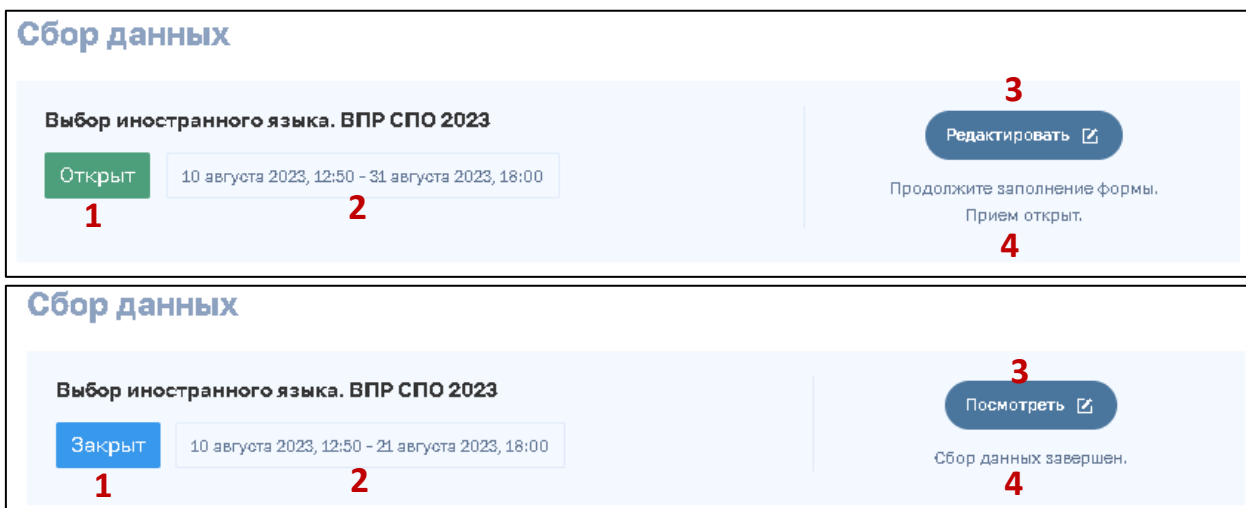 Сбор данных
3
Выбор иностранного языка. ВПР СПО 2023
Редактировать
Открыт
10 августа 2023, 12:50 - 31 августа 2023, 18:00
Продолжите заполнение формы.
1
2
Прием открыт.
4
Сбор данных
3
Выбор иностранного языка. ВПР СПО 2023
Посмотреть
Закрыт
10 августа 2023, 12:50 - 21 августа 2023, 18:00
Сбор данных завершен.
1
2
4